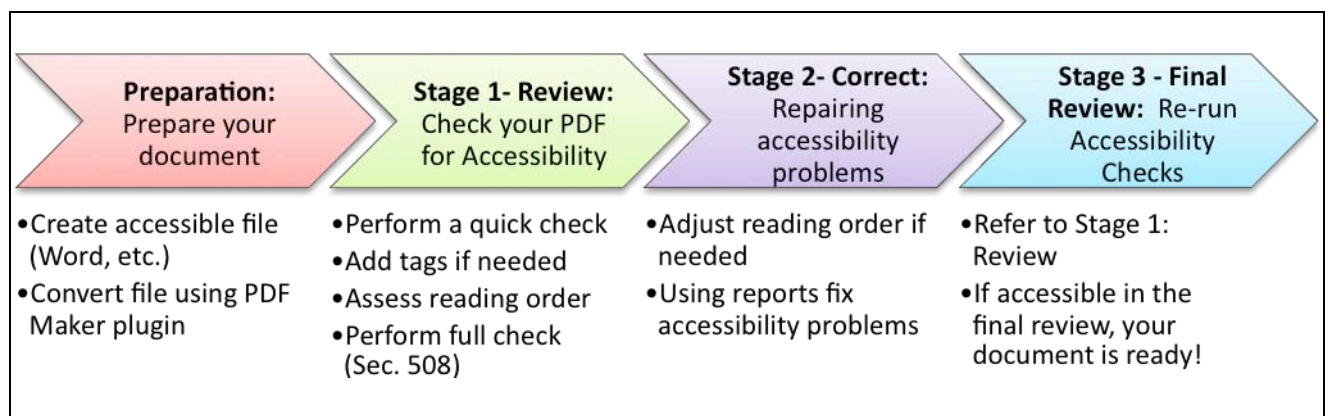 Preparation:
Prepare your
document
•Create accessible file
(Word, etc.)
•Convert file using PDF
Maker plugin
Stage 1- Review:
Check your PDF
for Accessibility
•Perform a quick check
•Add tags if needed
•Assess reading order
•Perform full check
(Sec. 508)
Stage 2- Correct:
Repairing
accessibility
problems
•Adjust reading order if
needed
•Using reports fix
accessibility problems
Stage 3 - Final
Review: Re-run
Accessibility
Checks
•Refer to Stage 1:
Review
•If accessible in the
final review, your
document is ready!